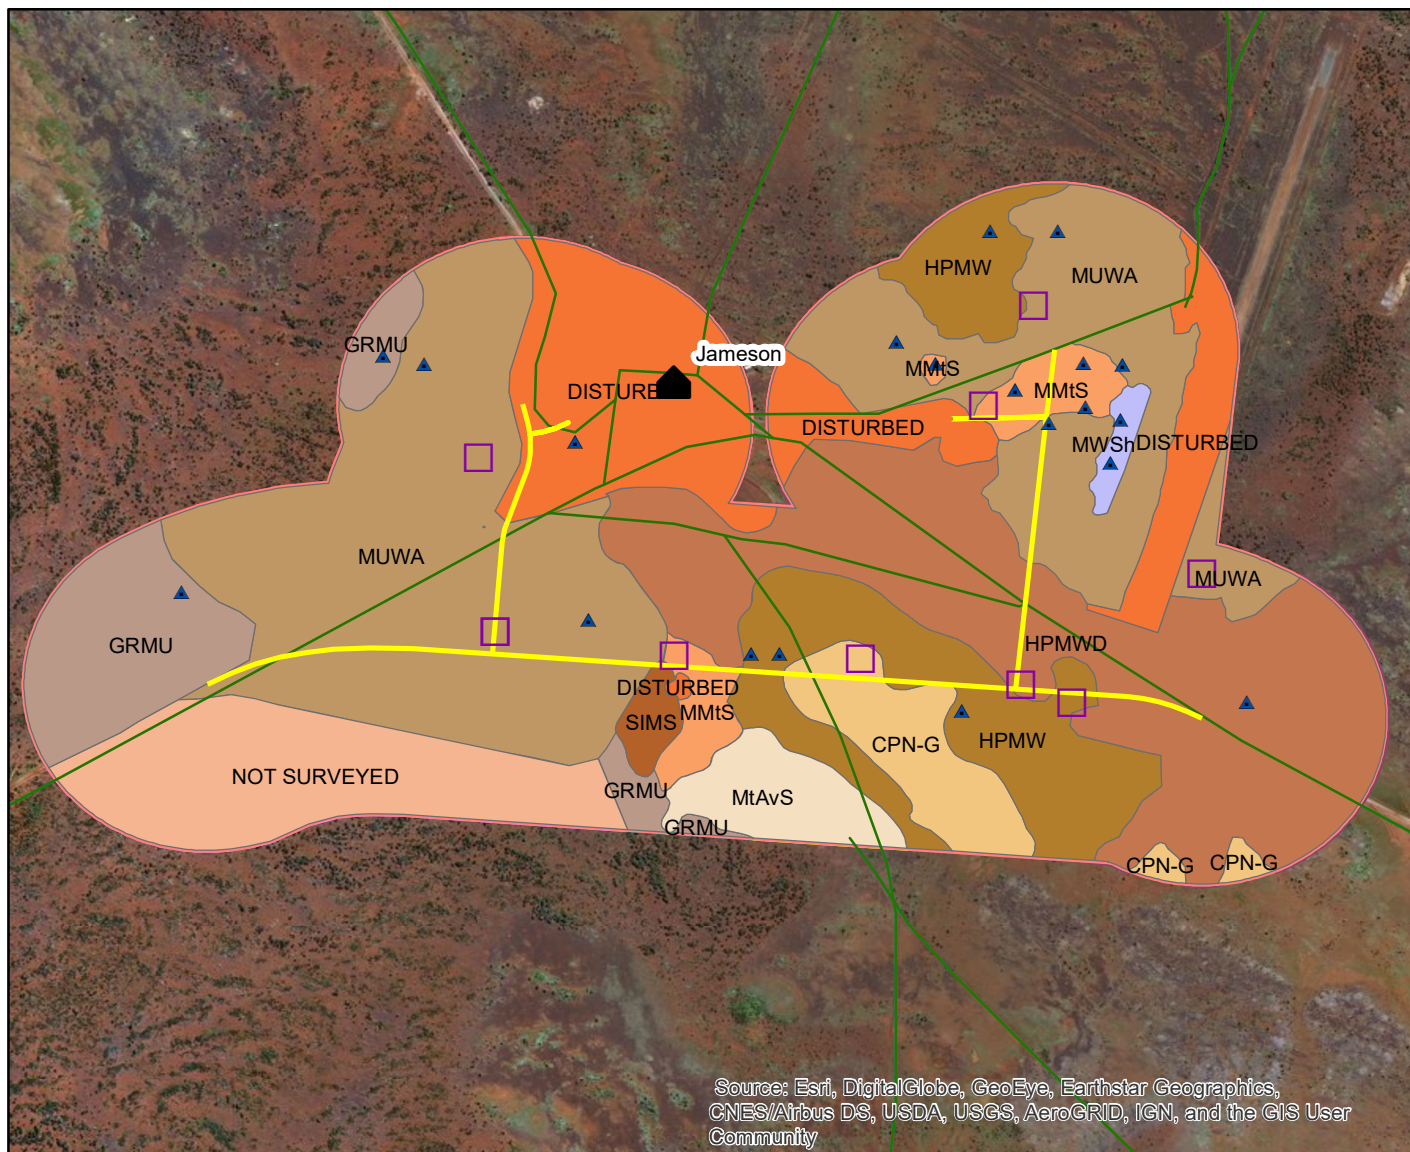 HPMW
MUWA
GRMU
Jameson
MMtS
DISTURB
MMtS
DISTURBED
MWSh
DISTURBED
MUWA
MUWA
GRMU
HPMWD
DISTURBED
MMtS
SIMS
HPMW
CPN-G
NOT SURVEYED
GRMU
MtAvS
GRMU
CPN-G
CPN-G
Source: Esri, DigitalGlobe, GeoEye, Earthstar Geographics,
CNES/Airbus DS, USDA, USGS, AeroGRID, IGN, and the GIS User
Community